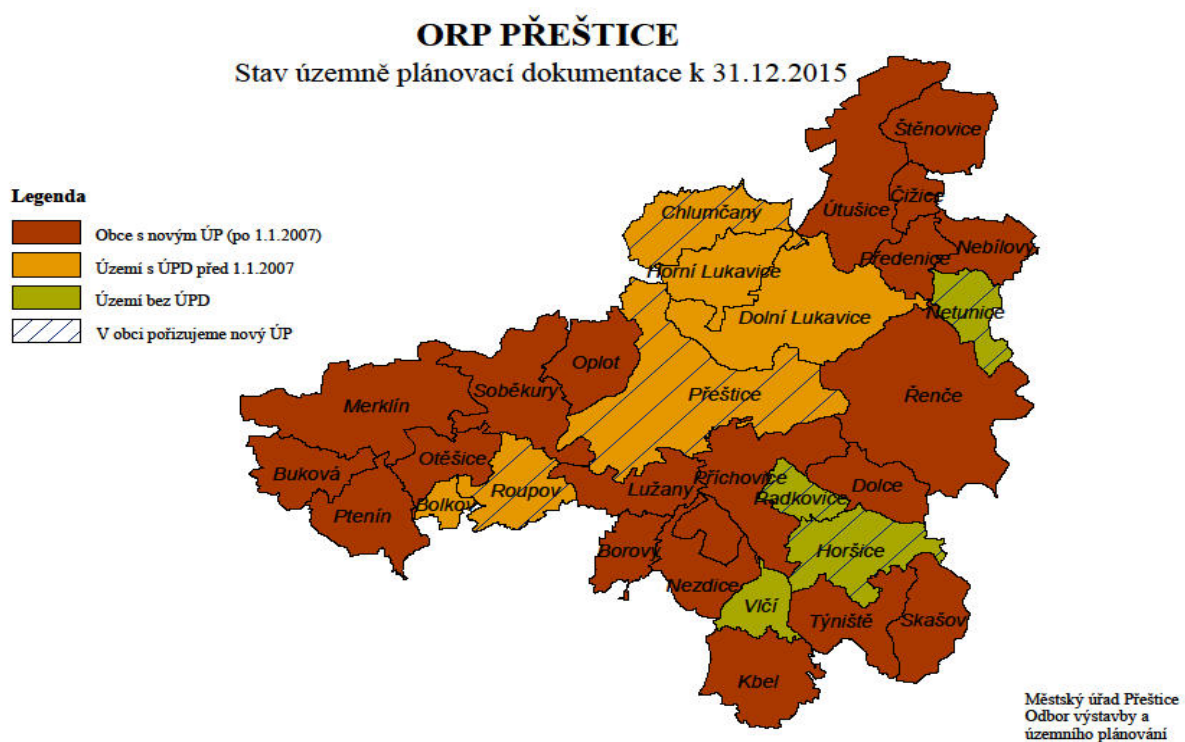 ORP PŘEŠTICE
Stav územně plánovací dokumentace k 31.12.2015
Legenda
Obce s novým ÚP (po 1.1.2007)
Území s ÚPD před 1.1.2007
Území bez ÚPD
V obci pořizujeme nový ÚP
Štěnovice
Čižice
Útušice
Chlumčany
Nebílovy
Předenice
Horní Lukavice
Netunice
Dolní Lukavice
Oplot
Soběkury
Přeštice
Řenče
Merklín
Otěšice
Buková
Příchovice
Dolce
Roupov
Lužany
Radkovice
Bolkov
Ptenín
Borovy
Horšice
Nezdice
Vlčí
Týniště
Skašov
Kbel
Městský úřad Přeštice
Odbor výstavby a
územního plánování